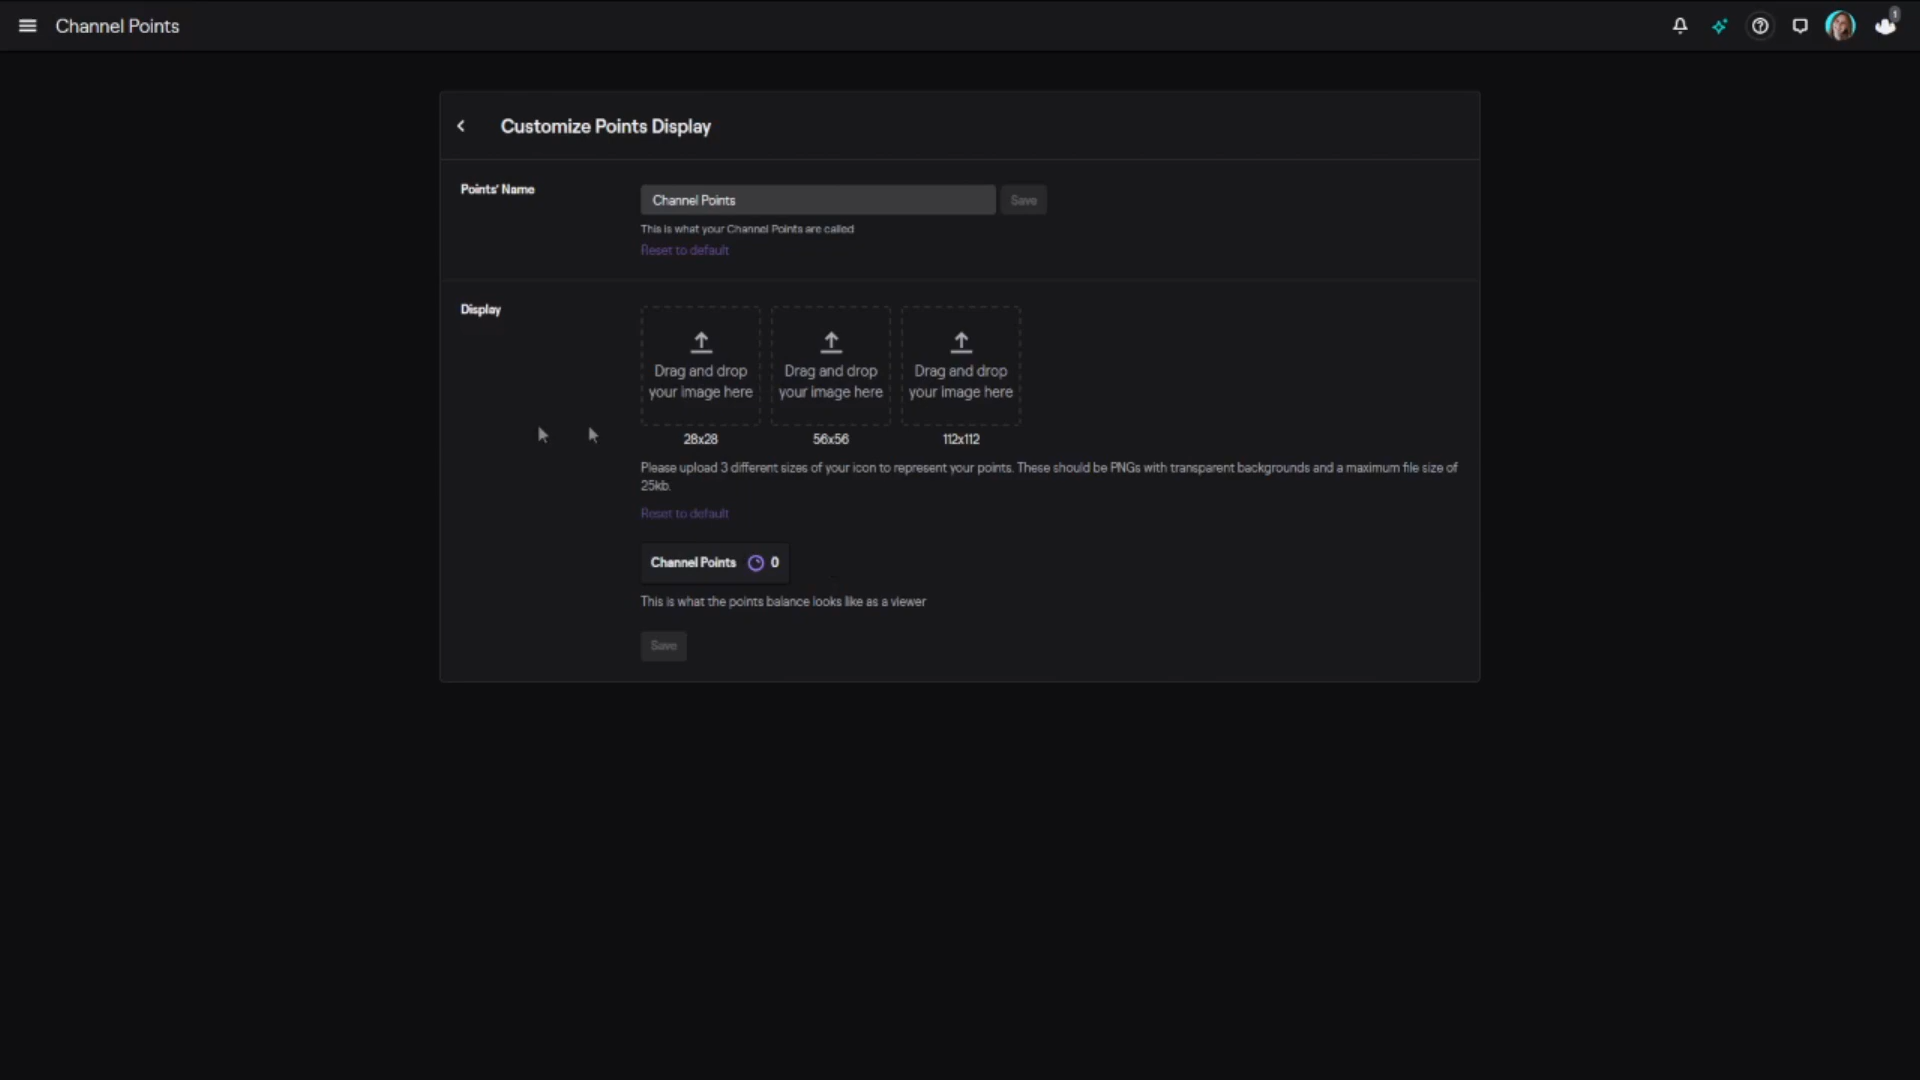 Channel Points
1
Customize Points Display
Points' Name
Channel Points
Save
This is what your Channel Points are called
Reset to default
Display
Drag and drop
your image here
Drag and drop
your image here
Drag and drop
your image here
28x28
56x56
112x112
Please upload 3 different sizes of your icon to represent your points. These should be PNGs with transparent backgrounds and a maximum file size of
25kb.
Reset to default
Channel Points 0
This is what the points balance looks like as a viewer
Save